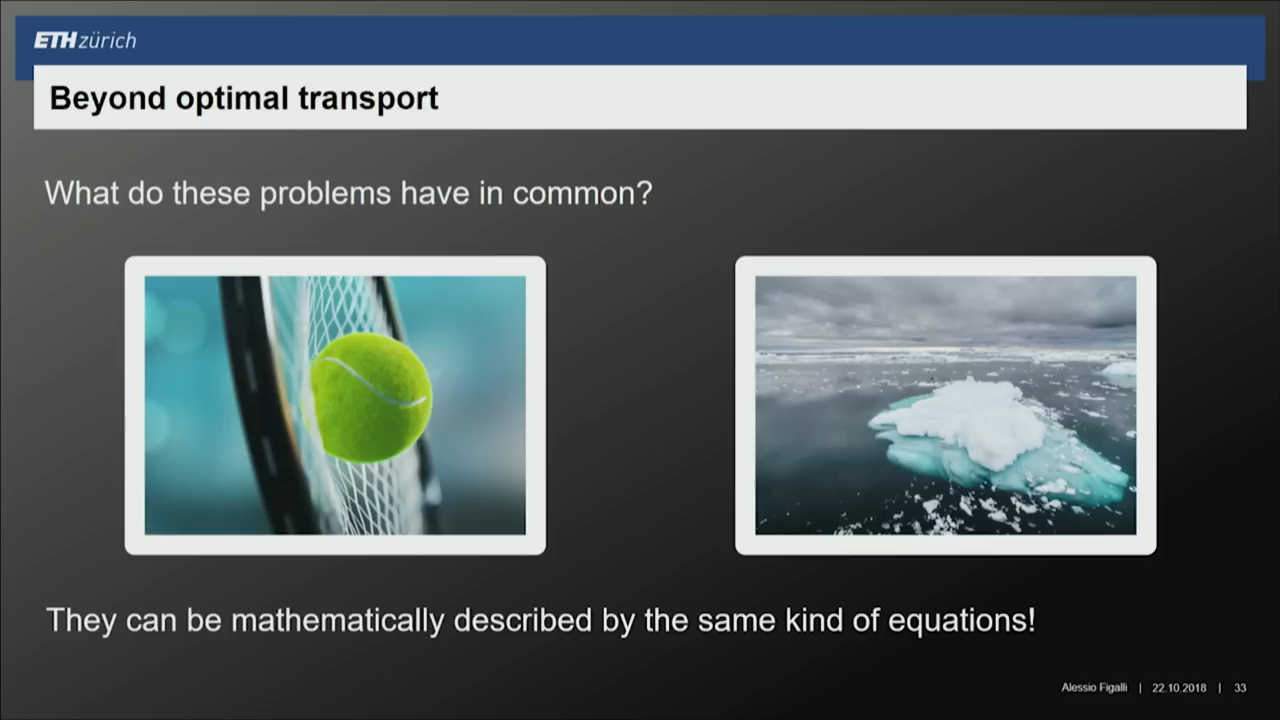 ETH zürich
Beyond optimal transport
What do these problems have in common?
They can be mathematically described by the same kind of equations!
Alessio Figalli | 22.10.2018 | 33